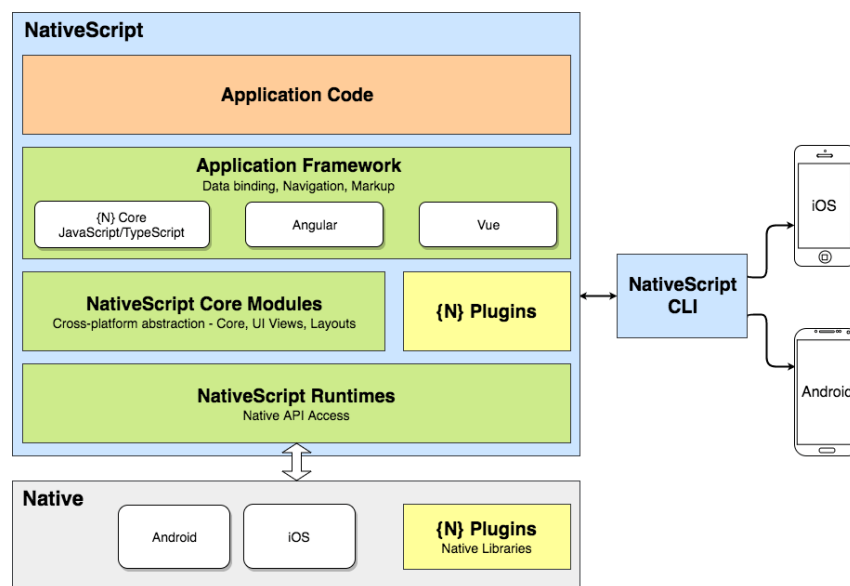 NativeScript
Application Code
Application Framework
Data binding, Navigation, Markup
{N} Core
JavaScript/TypeScript
Angular
Vue
NativeScript Core Modules
Cross-platform abstraction - Core, UI Views, Layouts
{N} Plugins
NativeScript Runtimes
Native API Access
NativeScript
CLI
iOS
Android
Native
Android
iOS
{N} Plugins
Native Libraries